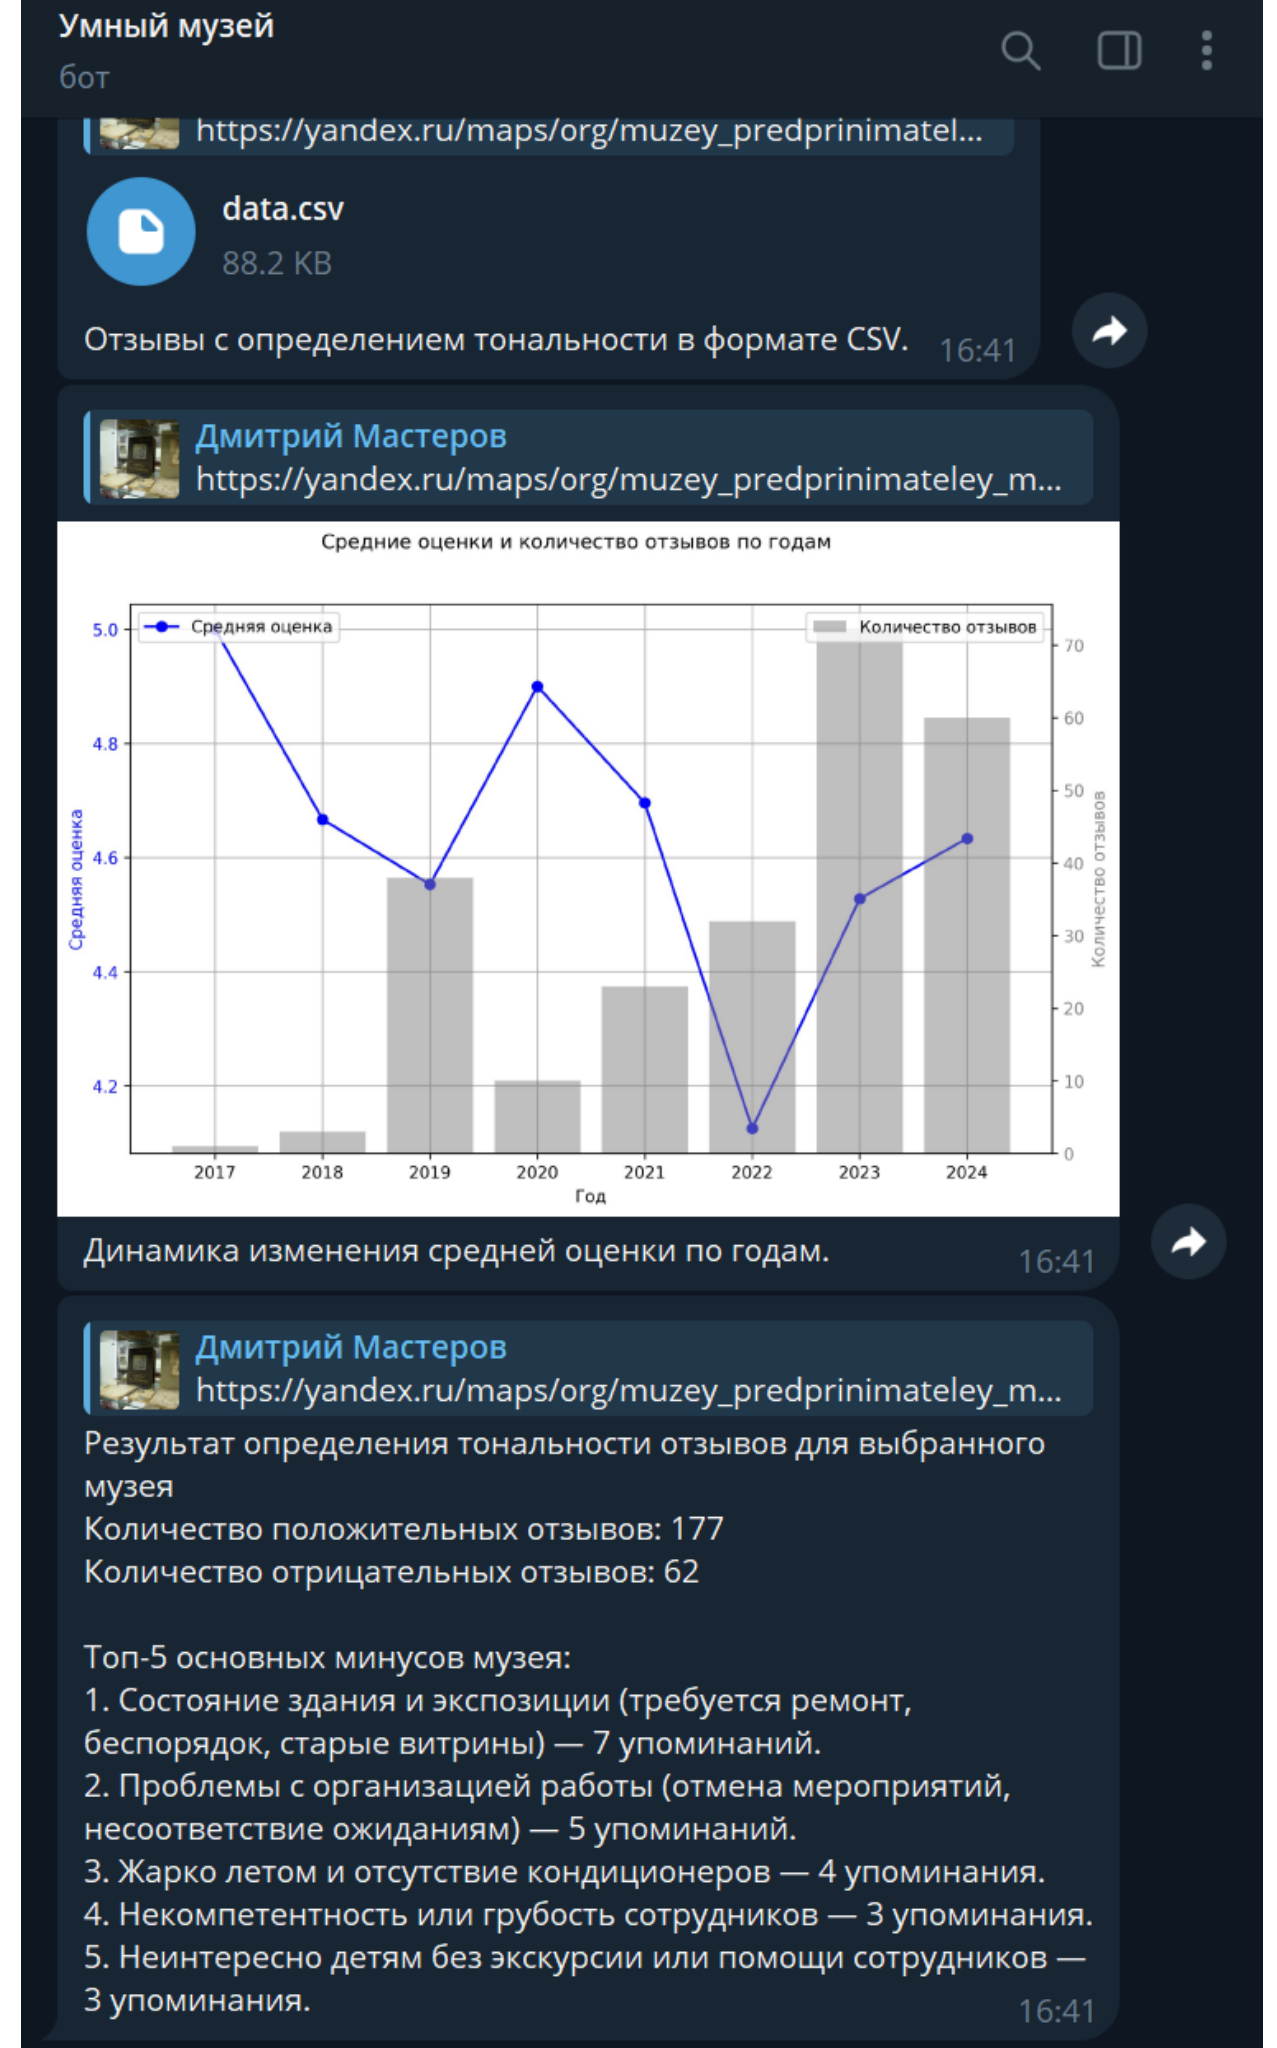 Умный музей
бот
https://yandex.ru/maps/org/muzey_predprinimatel...
data.csv
88.2 KB
Отзывы с определением тональности в формате CSV.
16:41
Дмитрий Мастеров
https://yandex.ru/maps/org/muzey_predprinimateley_m...
Средние оценки и количество отзывов по годам
Средняя оценка
Количество отзывов
5.0
4.8
4.6
4.4
4.2
Средняя оценка
70
60
50
40
30
20
10
0
Количество отзывов
2017 2018 2019 2020 2021 2022 2023 2024
Год
Динамика изменения средней оценки по годам.
16:41
Дмитрий Мастеров
https://yandex.ru/maps/org/muzey_predprinimateley_m...
Результат определения тональности отзывов для выбранного
музея
Количество положительных отзывов: 177
Количество отрицательных отзывов: 62
Топ-5 основных минусов музея:
1. Состояние здания и экспозиции (требуется ремонт,
беспорядок, старые витрины) — 7 упоминаний.
2. Проблемы с организацией работы (отмена мероприятий,
несоответствие ожиданиям) — 5 упоминаний.
3. Жарко летом и отсутствие кондиционеров — 4 упоминания.
4. Некомпетентность или грубость сотрудников — 3 упоминания.
5. Неинтересно детям без экскурсии или помощи сотрудников —
3 упоминания.
16:41